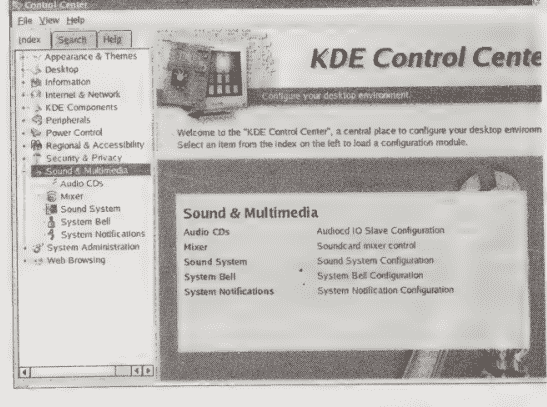 Control Center
File View Help
Index Search Help
Appearance & Themes
Desktop
Information
Internet & Network
KDE Components
Peripherals
Power Control
Regional & Accessibility
Security & Privacy
Sound & Multimedia
Audio CDs
Mixer
Sound System
System Bell
System Notifications
System Administration
Web Browsing
KDE Control Cente
Configure your desktop environment.
Welcome to the "KDE Control Center", a central place to configure your desktop environm
Select an item from the index on the left to load a configuration module.
Sound & Multimedia
Audio CDs Audiocd IO Slave Configuration
Mixer Soundcard mixer control
Sound System Sound System Configuration
System Bell System Bell Configuration
System Notifications System Notification Configuration